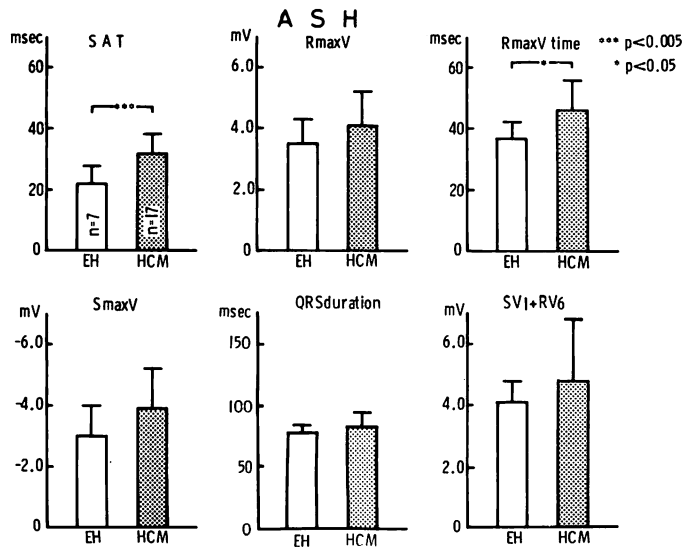 A S H
msec
SAT
60
40
20
0
***
n=7
n=17
EH HCM
mV
RmaxV
6.0
4.0
2.0
0
EH HCM
msec
RmaxV time
60
40
20
0
*
EH HCM
*** p<0.005
* p<0.05
mV
SmaxV
-6.0
-4.0
-2.0
0
EH HCM
msec
QRSduration
150
100
50
0
EH HCM
mV
SV1+RV6
6.0
4.0
2.0
0
EH HCM